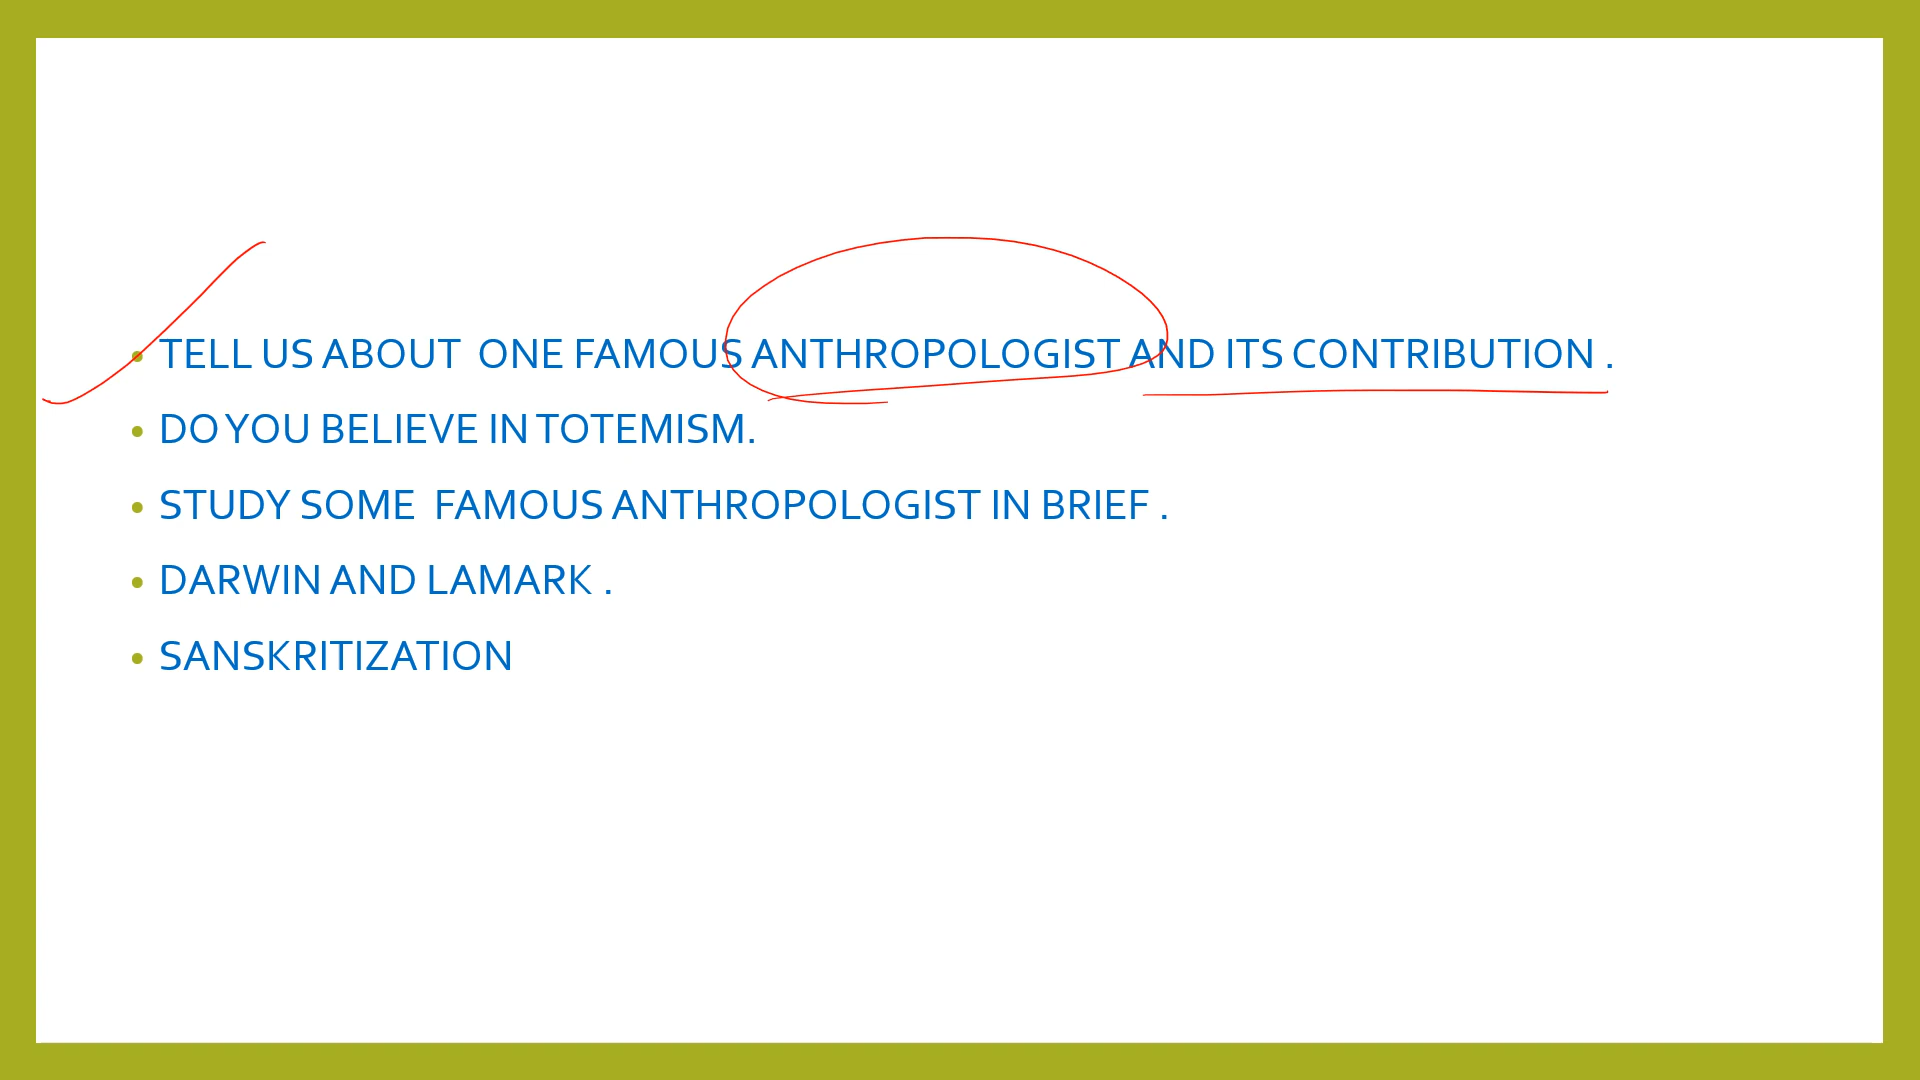 • TELL US ABOUT ONE FAMOUS ANTHROPOLOGIST AND ITS CONTRIBUTION .
• DO YOU BELIEVE IN TOTEMISM.
• STUDY SOME FAMOUS ANTHROPOLOGIST IN BRIEF .
• DARWIN AND LAMARK .
• SANSKRITIZATION